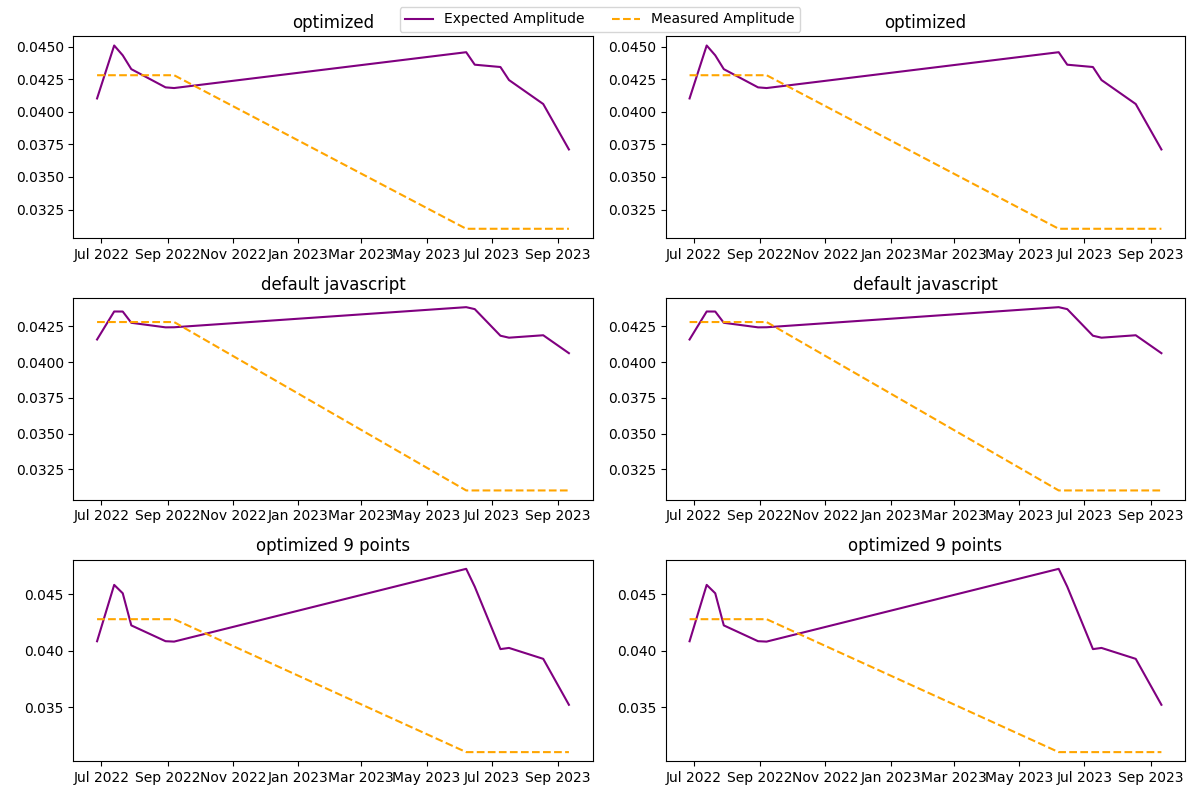 Expected Amplitude Measured Amplitude
optimized optimized
0.0450 0.0450
0.0425 0.0425
0.0400 0.0400
0.0375 0.0375
0.0350 0.0350
0.0325 0.0325
Jul 2022 Sep 2022 Nov 2022 Jan 2023 Mar 2023 May 2023 Jul 2023 Sep 2023 Jul 2022 Sep 2022 Nov 2022 Jan 2023 Mar 2023 May 2023 Jul 2023 Sep 2023
default javascript default javascript
0.0425 0.0425
0.0400 0.0400
0.0375 0.0375
0.0350 0.0350
0.0325 0.0325
Jul 2022 Sep 2022 Nov 2022 Jan 2023 Mar 2023 May 2023 Jul 2023 Sep 2023 Jul 2022 Sep 2022 Nov 2022 Jan 2023 Mar 2023 May 2023 Jul 2023 Sep 2023
optimized 9 points optimized 9 points
0.045 0.045
0.040 0.040
0.035 0.035
Jul 2022 Sep 2022 Nov 2022 Jan 2023 Mar 2023 May 2023 Jul 2023 Sep 2023 Jul 2022 Sep 2022 Nov 2022 Jan 2023 Mar 2023 May 2023 Jul 2023 Sep 2023